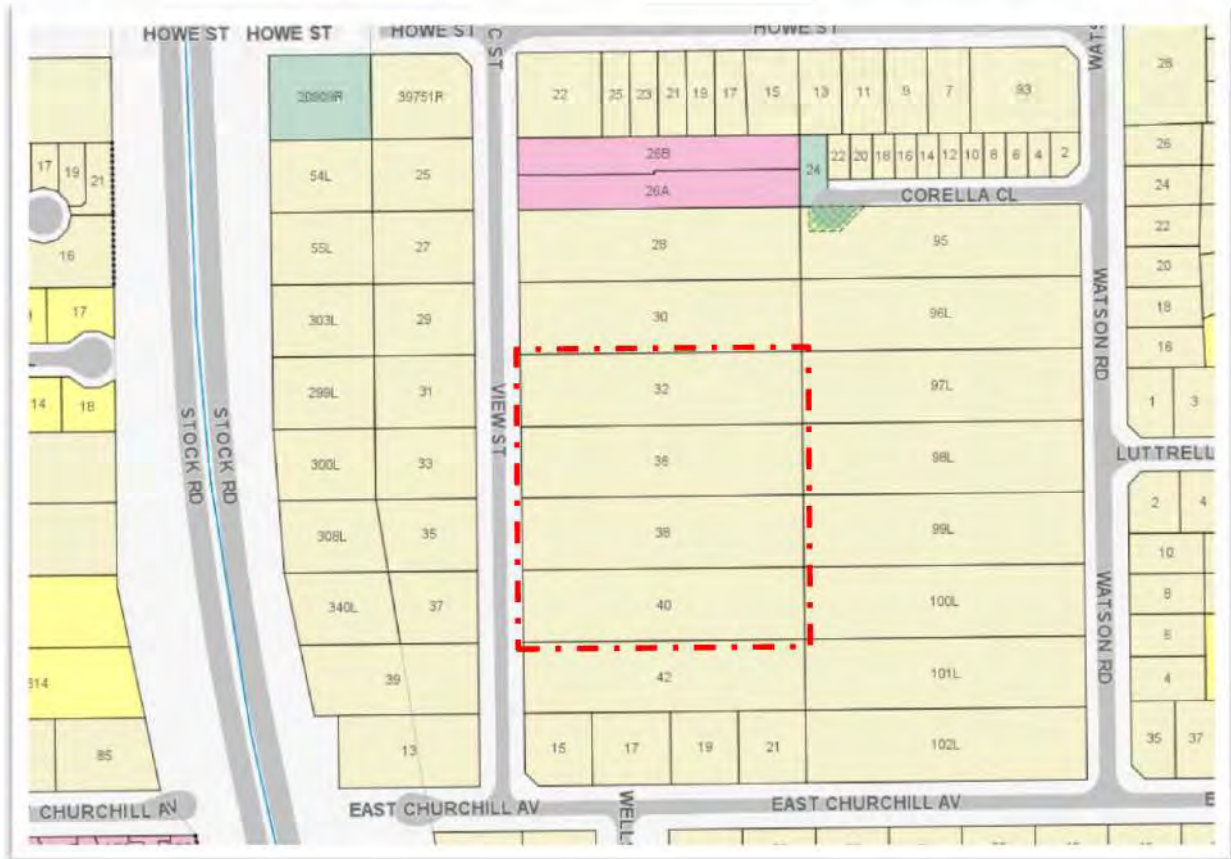 HOWE ST HOWE ST HOWE ST C ST HOWE ST WATS
20909R 39751R 22 25 23 21 19 17 15 13 11 9 7 93 28
17 19 21 54L 25 26B 24 22 20 18 16 14 12 10 8 6 4 2 26
26A CORELLA CL 24
16 55L 27 28 95 22
20
17 303L 29 30 96L WATSON RD 18
16
14 18 299L 31 VIEW ST 32 97L 1 3
STOCK RD STOCK RD 300L 33 36 98L LUTTRELL
308L 35 38 99L 2 4
10
340L 37 40 100L WATSON RD 8
6
314 39 42 101L 4
85 13 15 17 19 21 102L 35 37
CHURCHILL AV EAST CHURCHILL AV WELL EAST CHURCHILL AV E